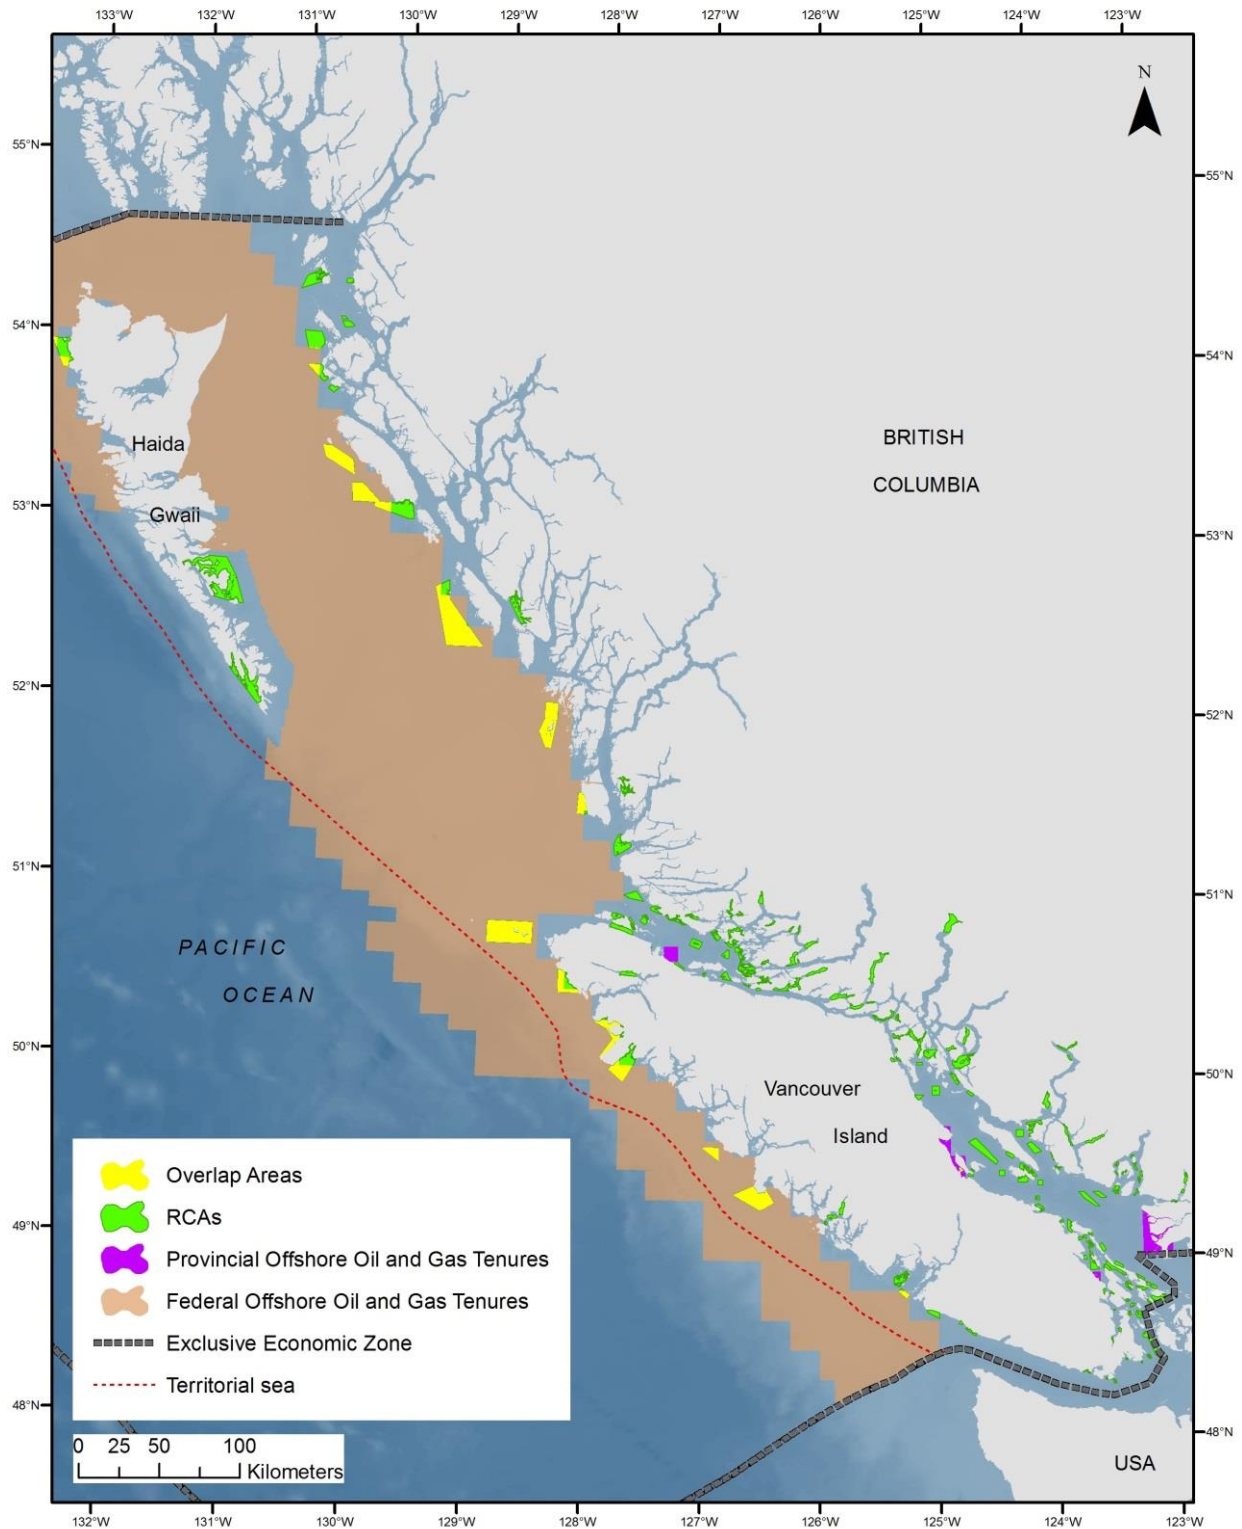 133°W 132°W 131°W 130°W 129°W 128°W 127°W 126°W 125°W 124°W 123°W
N
55°N
55°N
54°N
54°N
Haida
BRITISH
COLUMBIA
53°N
Gwaii
53°N
52°N
52°N
51°N
51°N
PACIFIC
OCEAN
50°N
50°N
Vancouver
Island
Overlap Areas
RCAs
49°N
49°N
Provincial Offshore Oil and Gas Tenures
Federal Offshore Oil and Gas Tenures
Exclusive Economic Zone
Territorial sea
48°N
48°N
0 25 50 100
Kilometers
USA
132°W 131°W 130°W 129°W 128°W 127°W 126°W 125°W 124°W 123°W